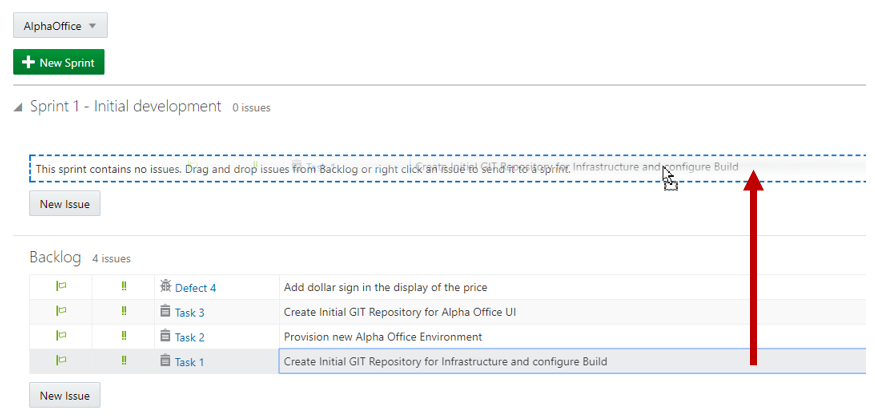 AlphaOffice
New Sprint
Sprint 1 - Initial development 0 issues
This sprint contains no issues. Drag and drop issues from Backlog or right click an issue to send it to a sprint.
Task 1 Create Initial GIT Repository for Infrastructure and configure Build
New Issue
Backlog 4 issues
!! Defect 4 Add dollar sign in the display of the price
!! Task 3 Create Initial GIT Repository for Alpha Office UI
!! Task 2 Provision new Alpha Office Environment
!! Task 1 Create Initial GIT Repository for Infrastructure and configure Build
New Issue